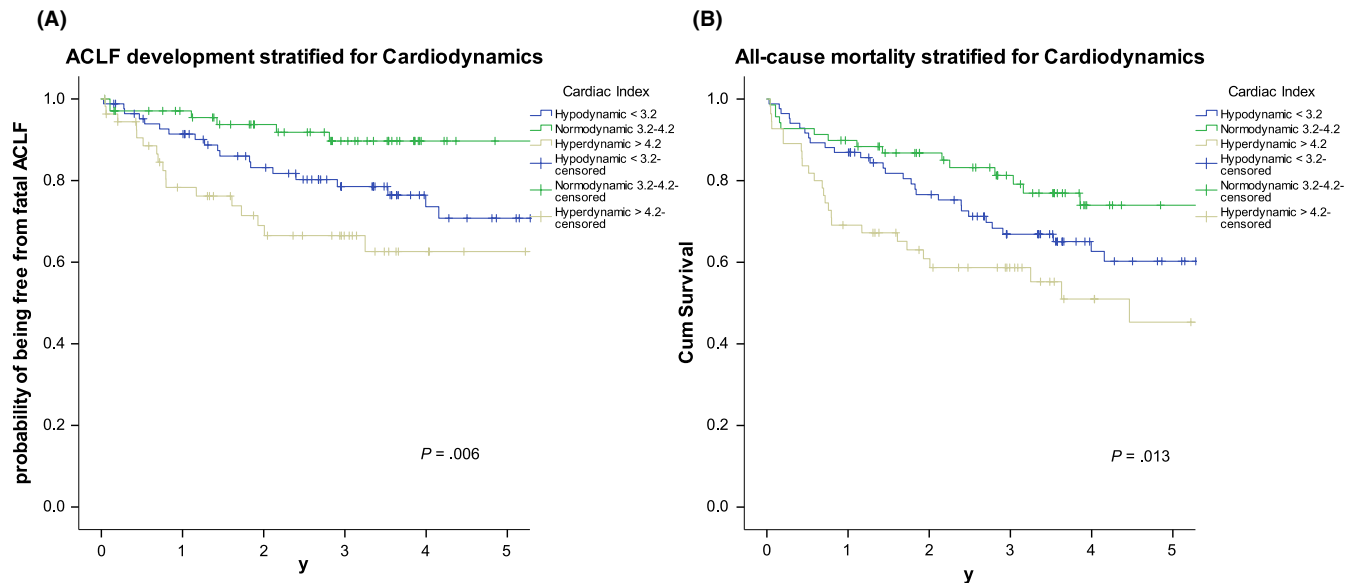 (A)
ACLF development stratified for Cardiodynamics
Cardiac Index
Hypodynamic < 3.2
Normodynamic 3.2-4.2
Hyperdynamic > 4.2
Hypodynamic < 3.2-
censored
Normodynamic 3.2-4.2-
censored
Hyperdynamic > 4.2-
censored
probability of being free from fatal ACLF
1.0
0.8
0.6
0.4
0.2
0.0
P = .006
0 1 2 3 4 5
y
(B)
All-cause mortality stratified for Cardiodynamics
Cardiac Index
Hypodynamic < 3.2
Normodynamic 3.2-4.2
Hyperdynamic > 4.2
Hypodynamic < 3.2-
censored
Normodynamic 3.2-4.2-
censored
Hyperdynamic > 4.2-
censored
Cum Survival
1.0
0.8
0.6
0.4
0.2
0.0
P = .013
0 1 2 3 4 5
y